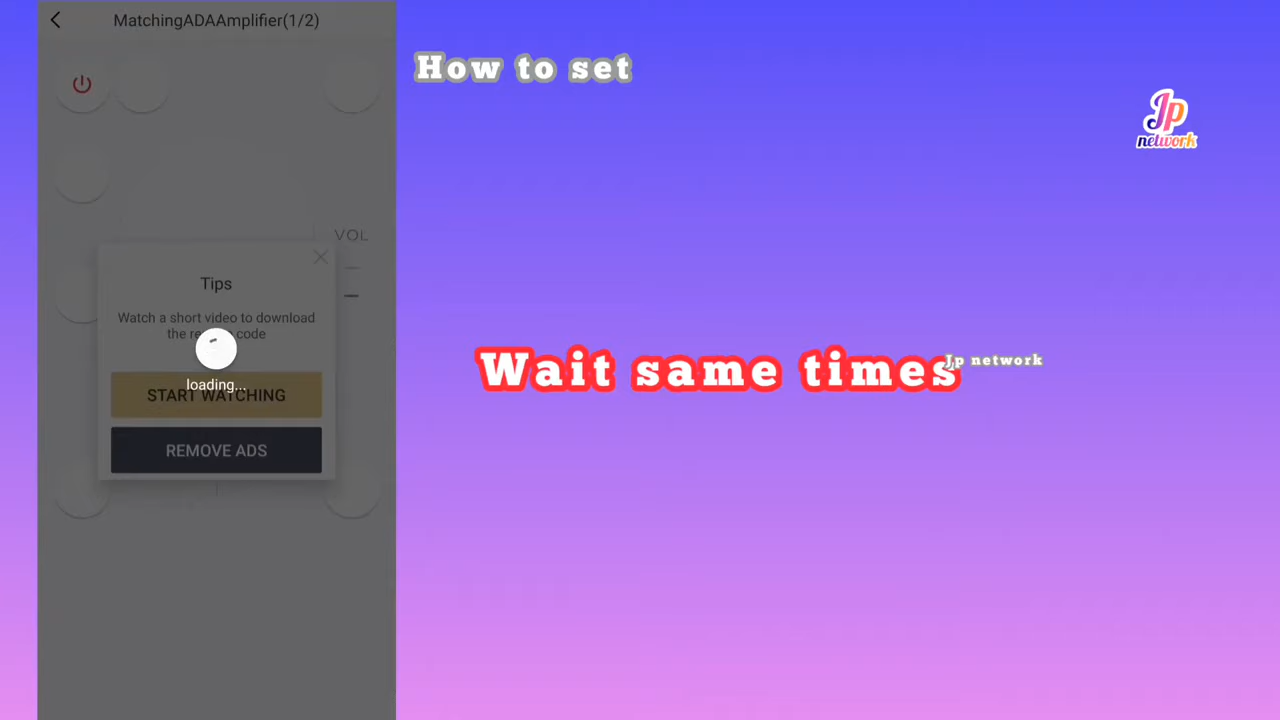 MatchingADAAmplifier(1/2)
How to set
Jp
network
VOL
Tips
Watch a short video to download
the code
loading...
START WATCHING
REMOVE ADS
Wait same times
Jp network